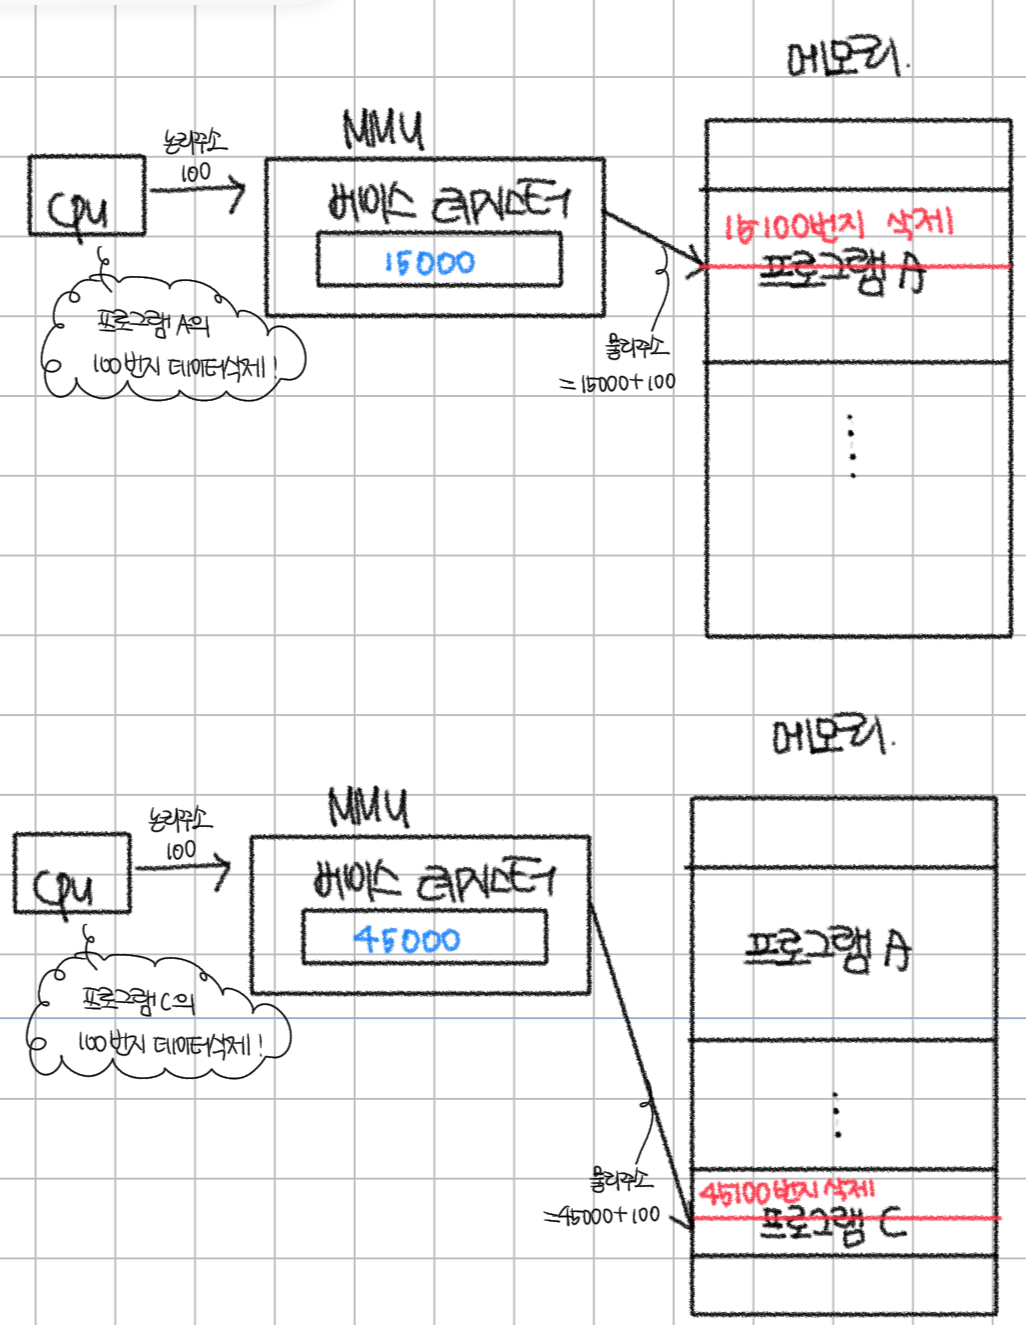 메모리.
MMU
논리주소
100
CPU
베이스 레지스터
15000
15100번지 삭제
프로그램 A
프로그램 A의
100번지 데이터삭제!
물리주소
=15000+100
메모리.
MMU
논리주소
100
CPU
베이스 레지스터
45000
프로그램 A
프로그램 C의
100번지 데이터삭제!
물리주소
=45000+100
45100번지 삭제
프로그램 C